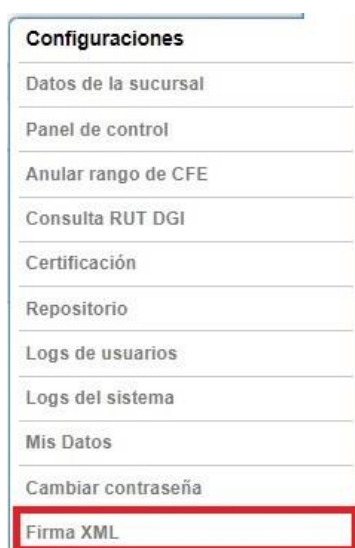 Configuraciones
Datos de la sucursal
Panel de control
Anular rango de CFE
Consulta RUT DGI
Certificación
Repositorio
Logs de usuarios
Logs del sistema
Mis Datos
Cambiar contraseña
Firma XML